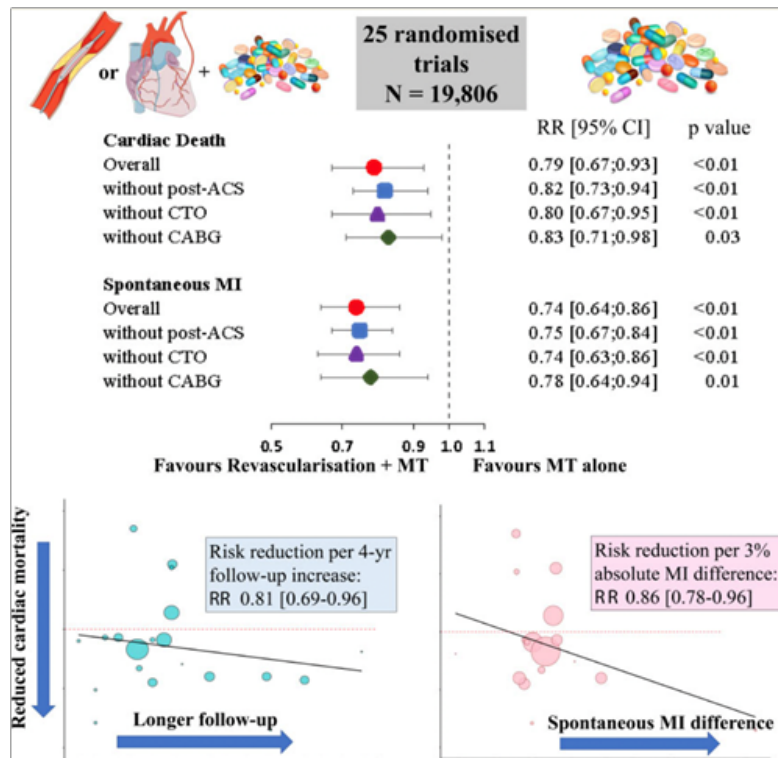 or
+
25 randomised
trials
N = 19,806
RR [95% CI] p value
Cardiac Death
Overall 0.79 [0.67;0.93] <0.01
without post-ACS 0.82 [0.73;0.94] <0.01
without CTO 0.80 [0.67;0.95] <0.01
without CABG 0.83 [0.71;0.98] 0.03
Spontaneous MI
Overall 0.74 [0.64;0.86] <0.01
without post-ACS 0.75 [0.67;0.84] <0.01
without CTO 0.74 [0.63;0.86] <0.01
without CABG 0.78 [0.64;0.94] 0.01
0.5 0.7 0.9 1.0 1.1
Favours Revascularisation + MT Favours MT alone
Reduced cardiac mortality
Risk reduction per 4-yr
follow-up increase:
RR 0.81 [0.69-0.96]
Longer follow-up
Risk reduction per 3%
absolute MI difference:
RR 0.86 [0.78-0.96]
Spontaneous MI difference